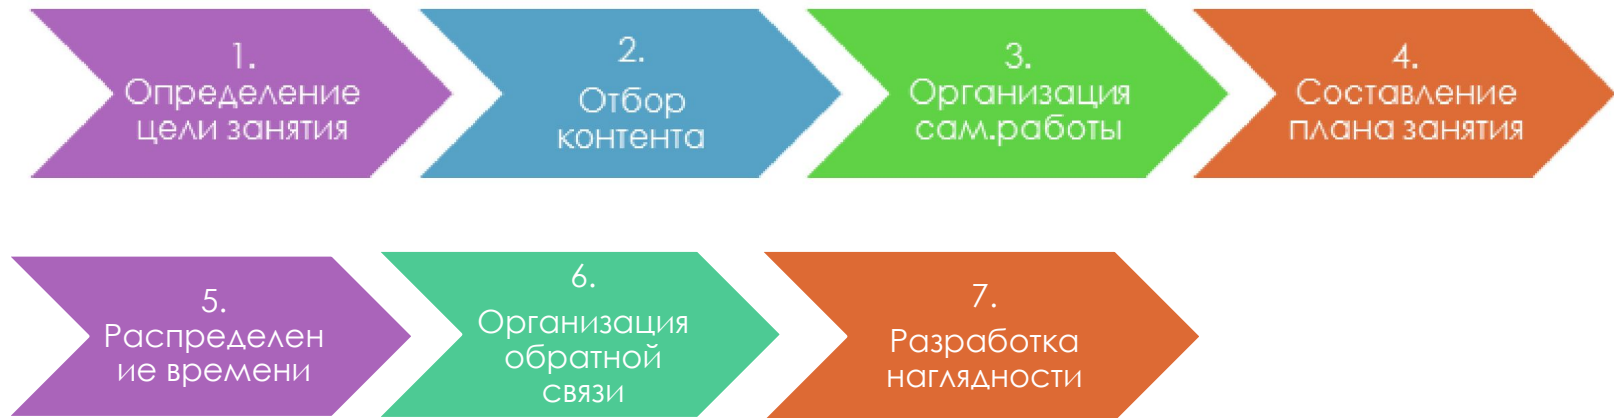 1.
Определение
цели занятия
2.
Отбор
контента
3.
Организация
сам.работы
4.
Составление
плана занятия
5.
Распределен
ие времени
6.
Организация
обратной
связи
7.
Разработка
наглядности